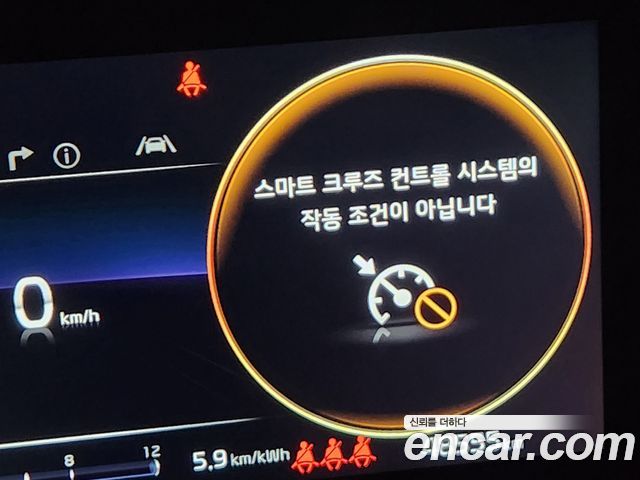 스마트 크루즈 컨트롤 시스템의
작동 조건이 아닙니다
0 km/h
8 12
5.9 km/kWh
신뢰를 더하다
encar.com